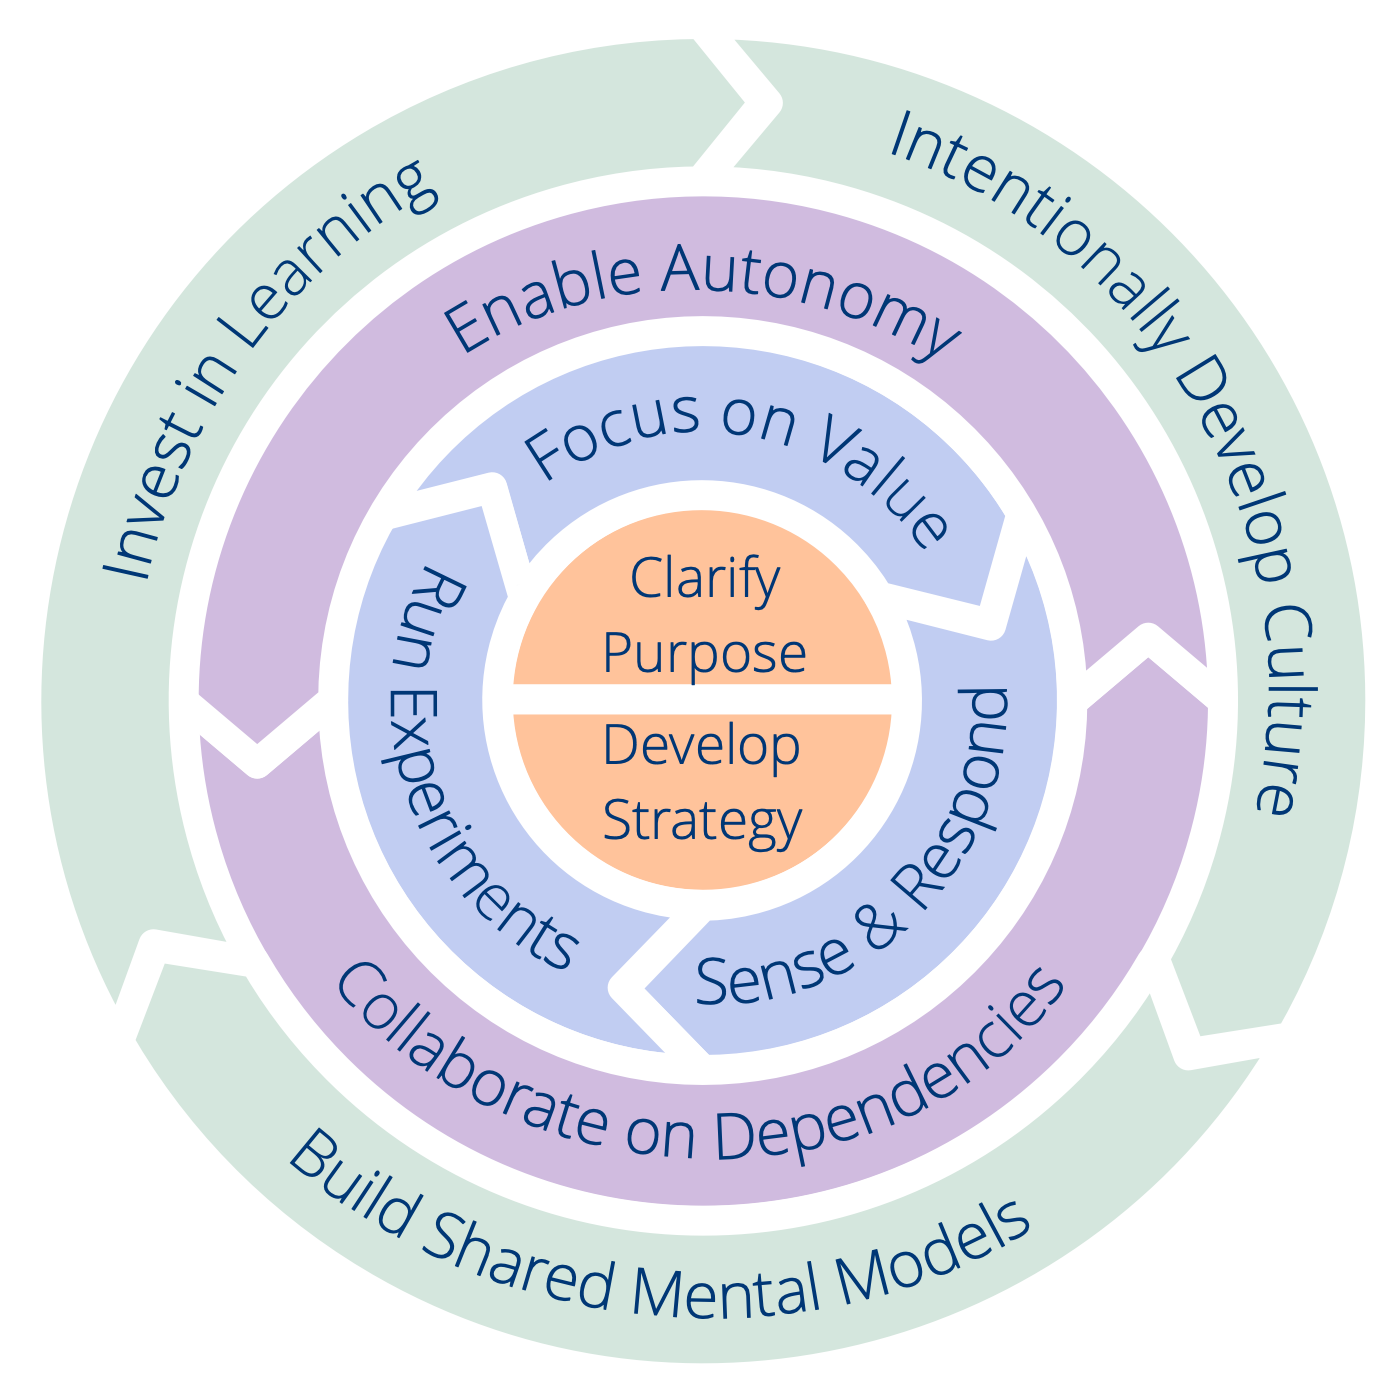 Invest in Learning
Intentionally Develop Culture
Build Shared Mental Models
Enable Autonomy
Collaborate on Dependencies
Focus on Value
Sense & Respond
Run Experiments
Clarify
Purpose
Develop
Strategy